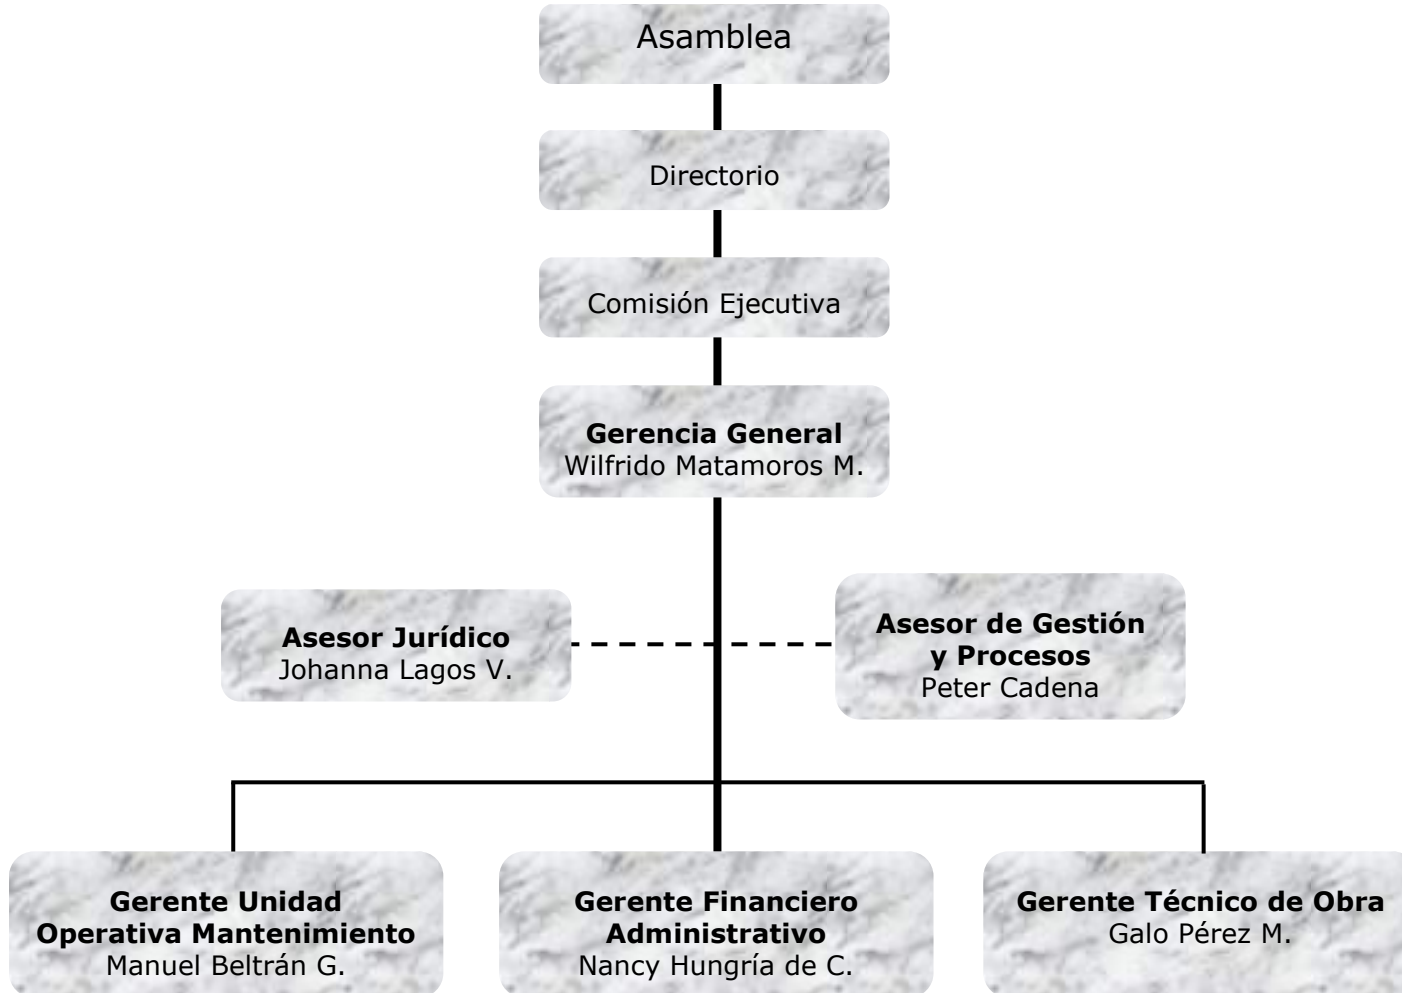 Asamblea
Directorio
Comisión Ejecutiva
Gerencia General
Wilfrido Matamoros M.
Asesor Jurídico
Johanna Lagos V.
Asesor de Gestión
y Procesos
Peter Cadena
Gerente Unidad
Operativa Mantenimiento
Manuel Beltrán G.
Gerente Financiero
Administrativo
Nancy Hungría de C.
Gerente Técnico de Obra
Galo Pérez M.